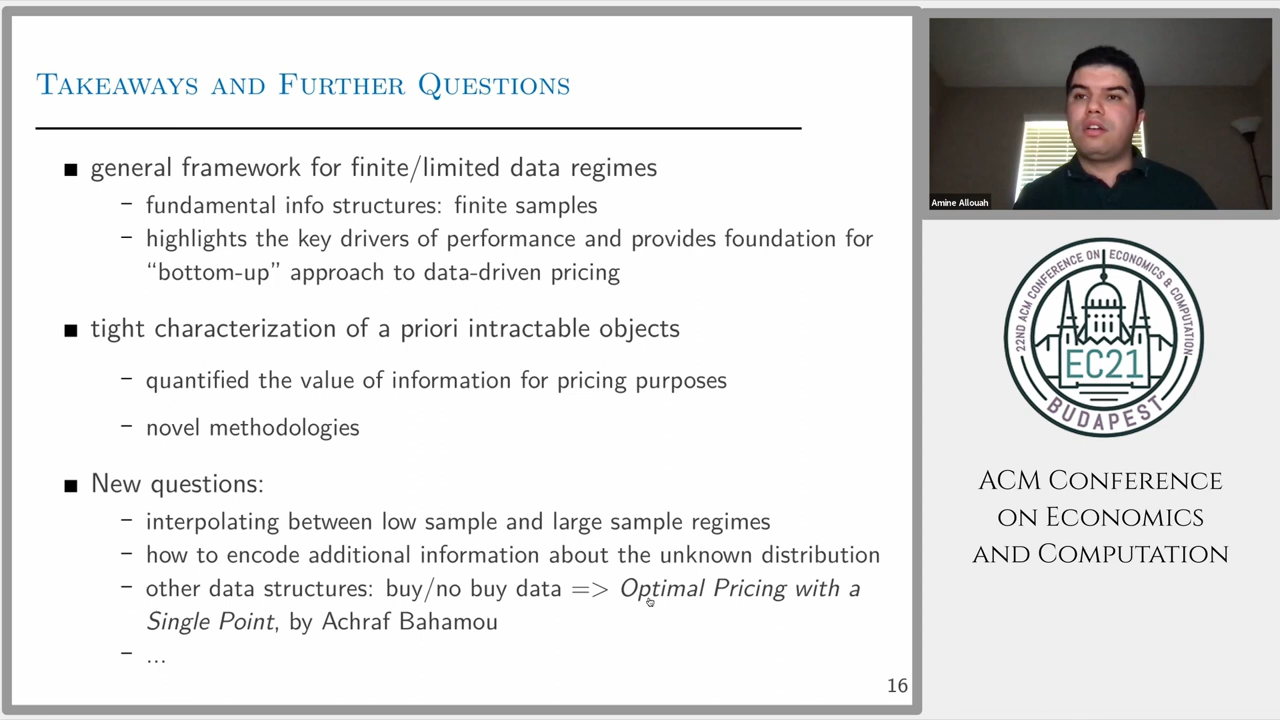 Takeaways and Further Questions
■ general framework for finite/limited data regimes
– fundamental info structures: finite samples
– highlights the key drivers of performance and provides foundation for
“bottom-up” approach to data-driven pricing
■ tight characterization of a priori intractable objects
– quantified the value of information for pricing purposes
– novel methodologies
■ New questions:
– interpolating between low sample and large sample regimes
– how to encode additional information about the unknown distribution
– other data structures: buy/no buy data => Optimal Pricing with a
Single Point, by Achraf Bahamou
– ...
16
Amine Allouah
22ND ACM CONFERENCE ON ECONOMICS & COMPUTATION
EC21
BUDAPEST
ACM Conference
on Economics
and Computation